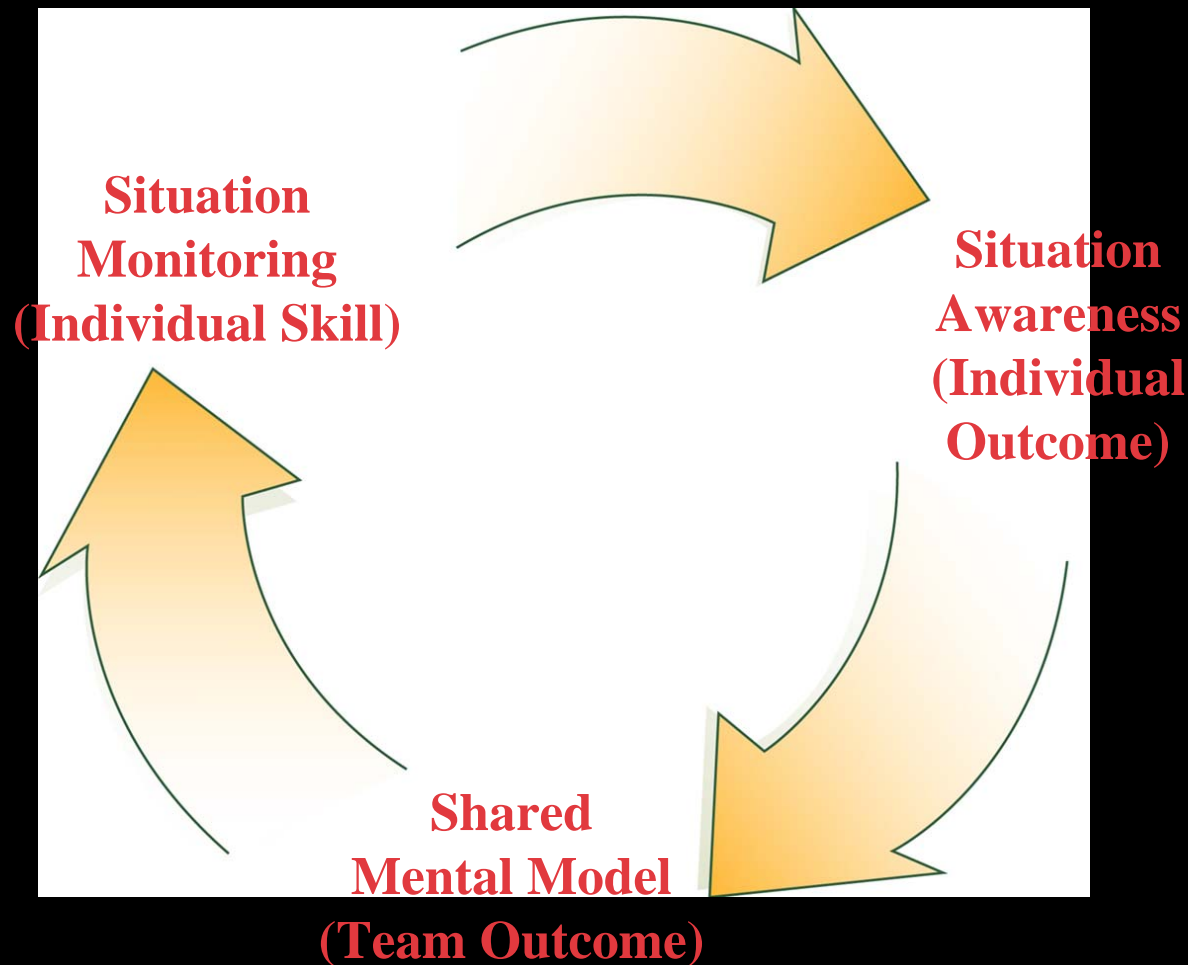 Situation
Monitoring
(Individual Skill)
Situation
Awareness
(Individual
Outcome)
Shared
Mental Model
(Team Outcome)